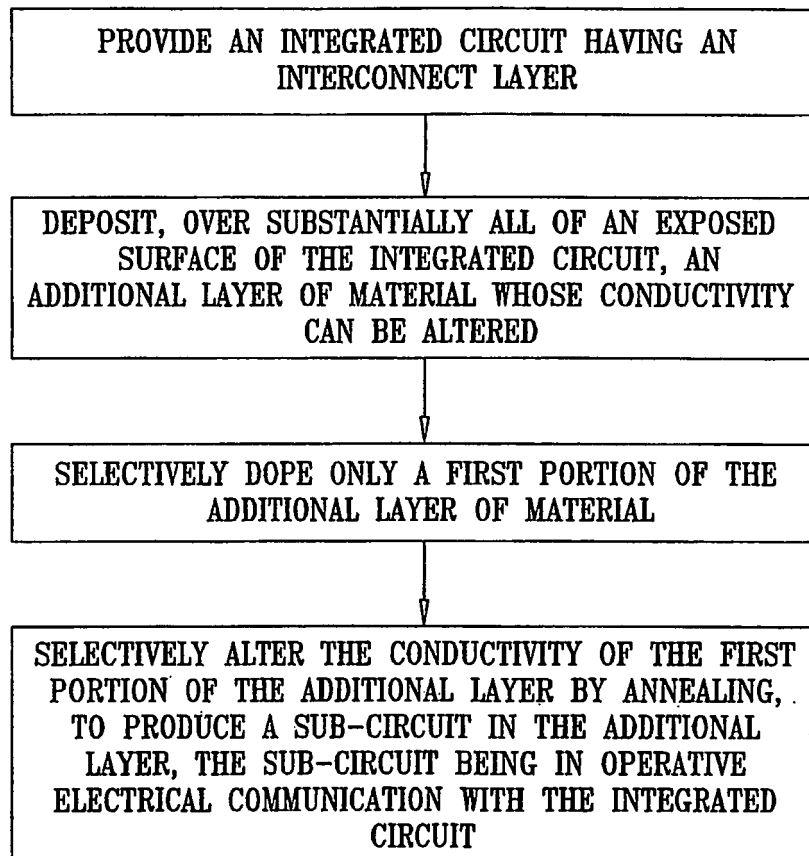 PROVIDE AN INTEGRATED CIRCUIT HAVING AN
INTERCONNECT LAYER
DEPOSIT, OVER SUBSTANTIALLY ALL OF AN EXPOSED
SURFACE OF THE INTEGRATED CIRCUIT, AN
ADDITIONAL LAYER OF MATERIAL WHOSE CONDUCTIVITY
CAN BE ALTERED
SELECTIVELY DOPE ONLY A FIRST PORTION OF THE
ADDITIONAL LAYER OF MATERIAL
SELECTIVELY ALTER THE CONDUCTIVITY OF THE FIRST
PORTION OF THE ADDITIONAL LAYER BY ANNEALING,
TO PRODUCE A SUB-CIRCUIT IN THE ADDITIONAL
LAYER, THE SUB-CIRCUIT BEING IN OPERATIVE
ELECTRICAL COMMUNICATION WITH THE INTEGRATED
CIRCUIT